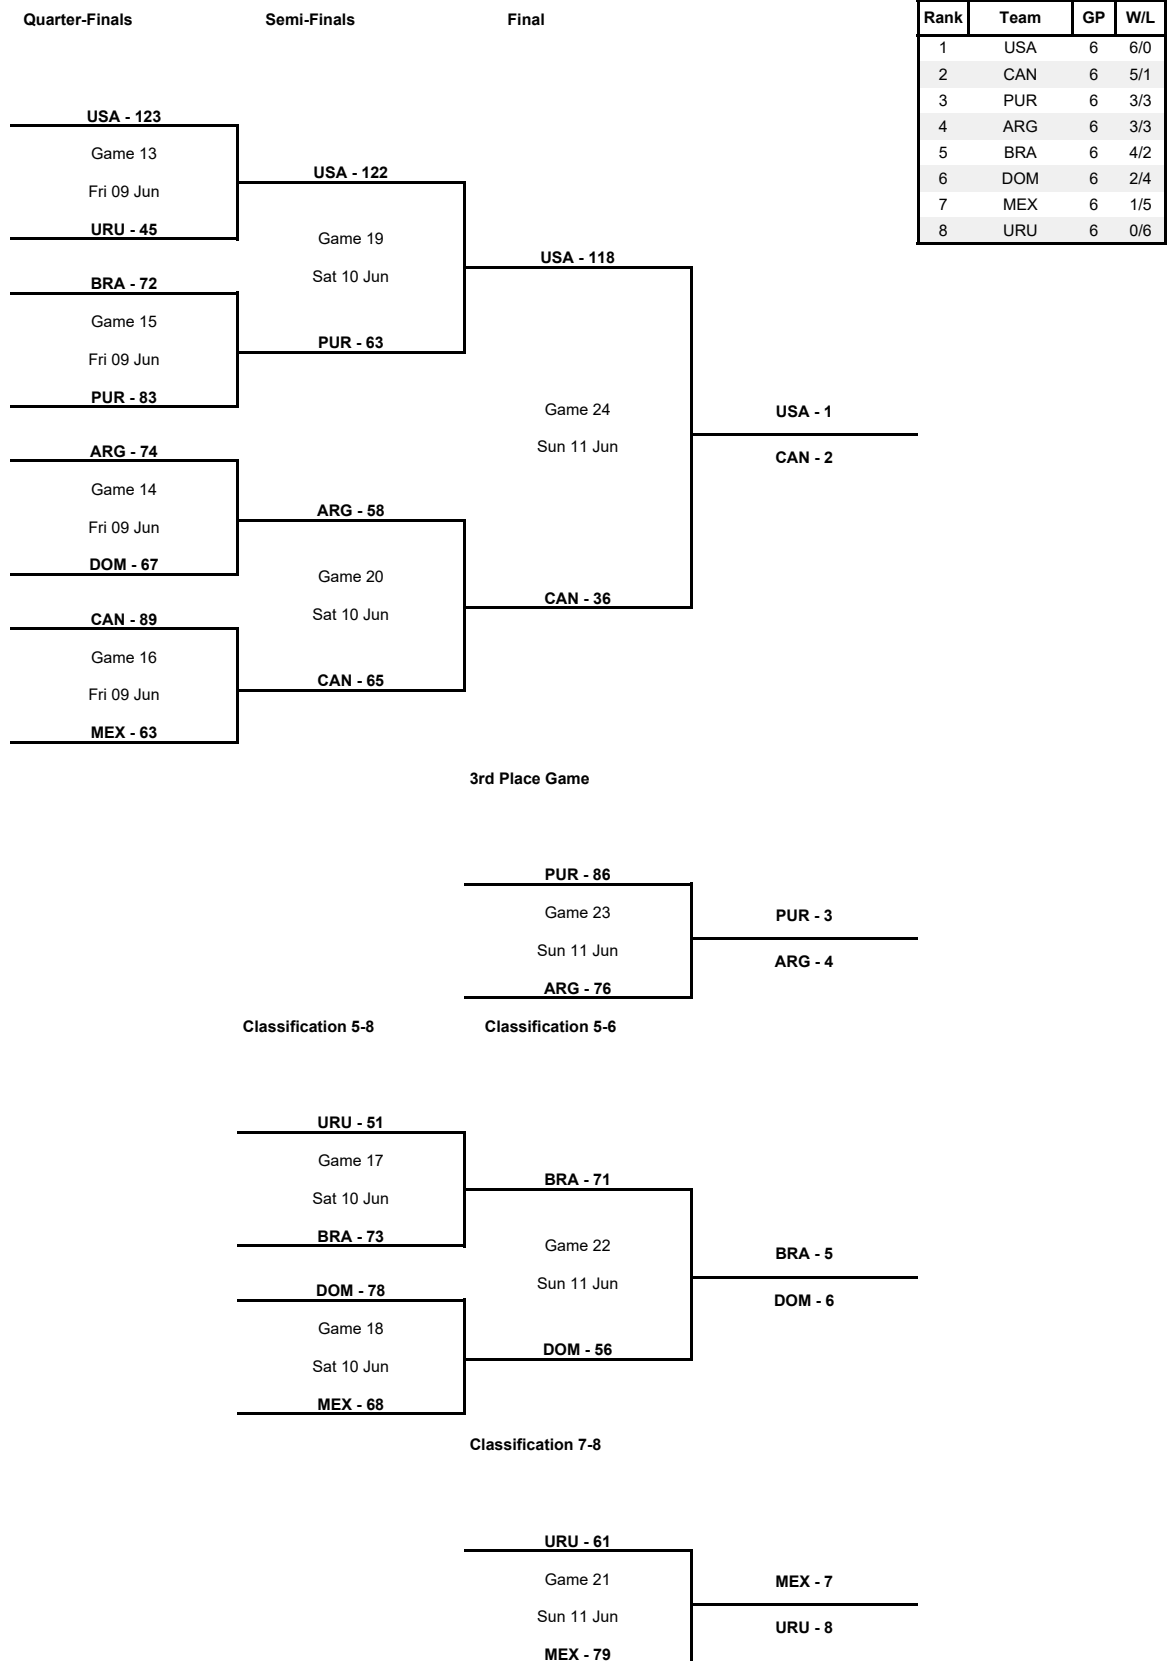 Quarter-Finals Semi-Finals Final
Rank Team GP W/L
1 USA 6 6/0
2 CAN 6 5/1
3 PUR 6 3/3
4 ARG 6 3/3
5 BRA 6 4/2
6 DOM 6 2/4
7 MEX 6 1/5
8 URU 6 0/6
USA - 123
Game 13
Fri 09 Jun
URU - 45
BRA - 72
Game 15
Fri 09 Jun
PUR - 83
ARG - 74
Game 14
Fri 09 Jun
DOM - 67
CAN - 89
Game 16
Fri 09 Jun
MEX - 63
USA - 122
Game 19
Sat 10 Jun
PUR - 63
ARG - 58
Game 20
Sat 10 Jun
CAN - 65
USA - 118
Game 24
Sun 11 Jun
CAN - 36
USA - 1
CAN - 2
3rd Place Game
PUR - 86
Game 23
Sun 11 Jun
ARG - 76
PUR - 3
ARG - 4
Classification 5-8 Classification 5-6
URU - 51
Game 17
Sat 10 Jun
BRA - 73
DOM - 78
Game 18
Sat 10 Jun
MEX - 68
BRA - 71
Game 22
Sun 11 Jun
DOM - 56
BRA - 5
DOM - 6
Classification 7-8
URU - 61
Game 21
Sun 11 Jun
MEX - 79
MEX - 7
URU - 8